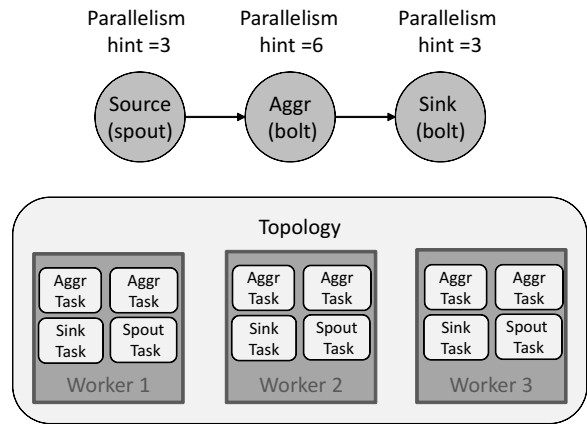 Parallelism Parallelism Parallelism
hint =3 hint =6 hint =3
Source Aggr Sink
(spout) (bolt) (bolt)
Topology
Aggr Aggr Aggr Aggr Aggr Aggr
Task Task Task Task Task Task
Sink Spout Sink Spout Sink Spout
Task Task Task Task Task Task
Worker 1 Worker 2 Worker 3